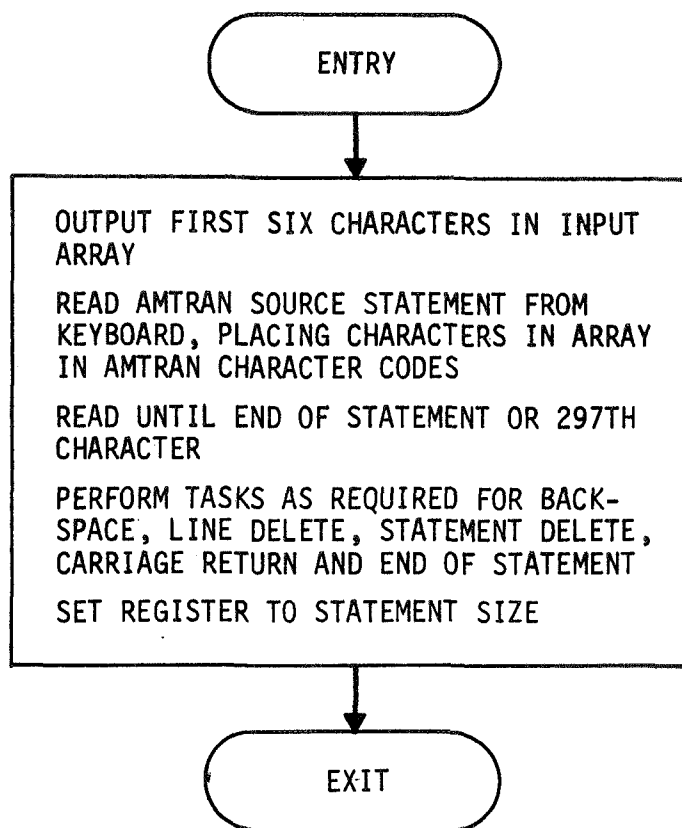 ENTRY
OUTPUT FIRST SIX CHARACTERS IN INPUT
ARRAY
READ AMTRAN SOURCE STATEMENT FROM
KEYBOARD, PLACING CHARACTERS IN ARRAY
IN AMTRAN CHARACTER CODES
READ UNTIL END OF STATEMENT OR 297TH
CHARACTER
PERFORM TASKS AS REQUIRED FOR BACK-
SPACE, LINE DELETE, STATEMENT DELETE,
CARRIAGE RETURN AND END OF STATEMENT
SET REGISTER TO STATEMENT SIZE
EXIT